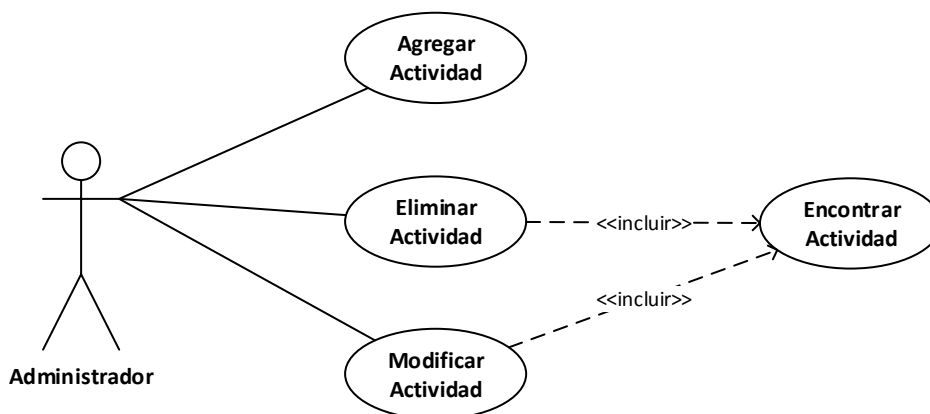 Agregar
Actividad
Eliminar
Actividad
<<incluir>>
Encontrar
Actividad
<<incluir>>
Modificar
Actividad
Administrador